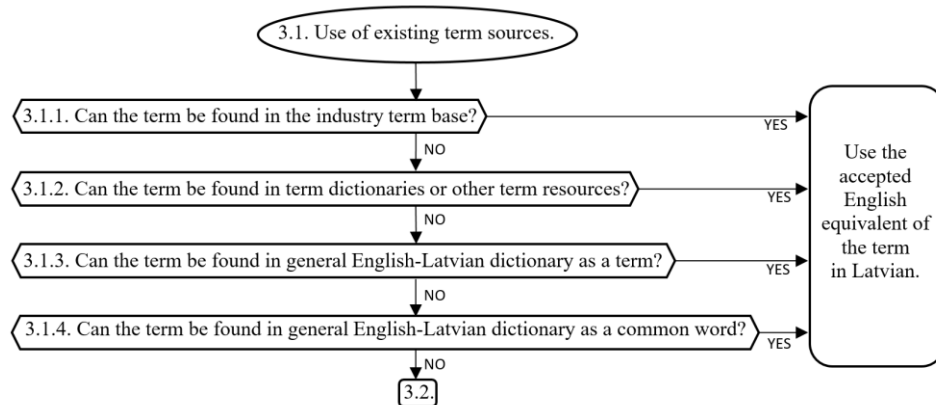 3.1. Use of existing term sources.
3.1.1. Can the term be found in the industry term base?
YES
NO
3.1.2. Can the term be found in term dictionaries or other term resources?
YES
NO
3.1.3. Can the term be found in general English-Latvian dictionary as a term?
YES
NO
3.1.4. Can the term be found in general English-Latvian dictionary as a common word?
YES
NO
3.2.
Use the
accepted
English
equivalent of
the term
in Latvian.